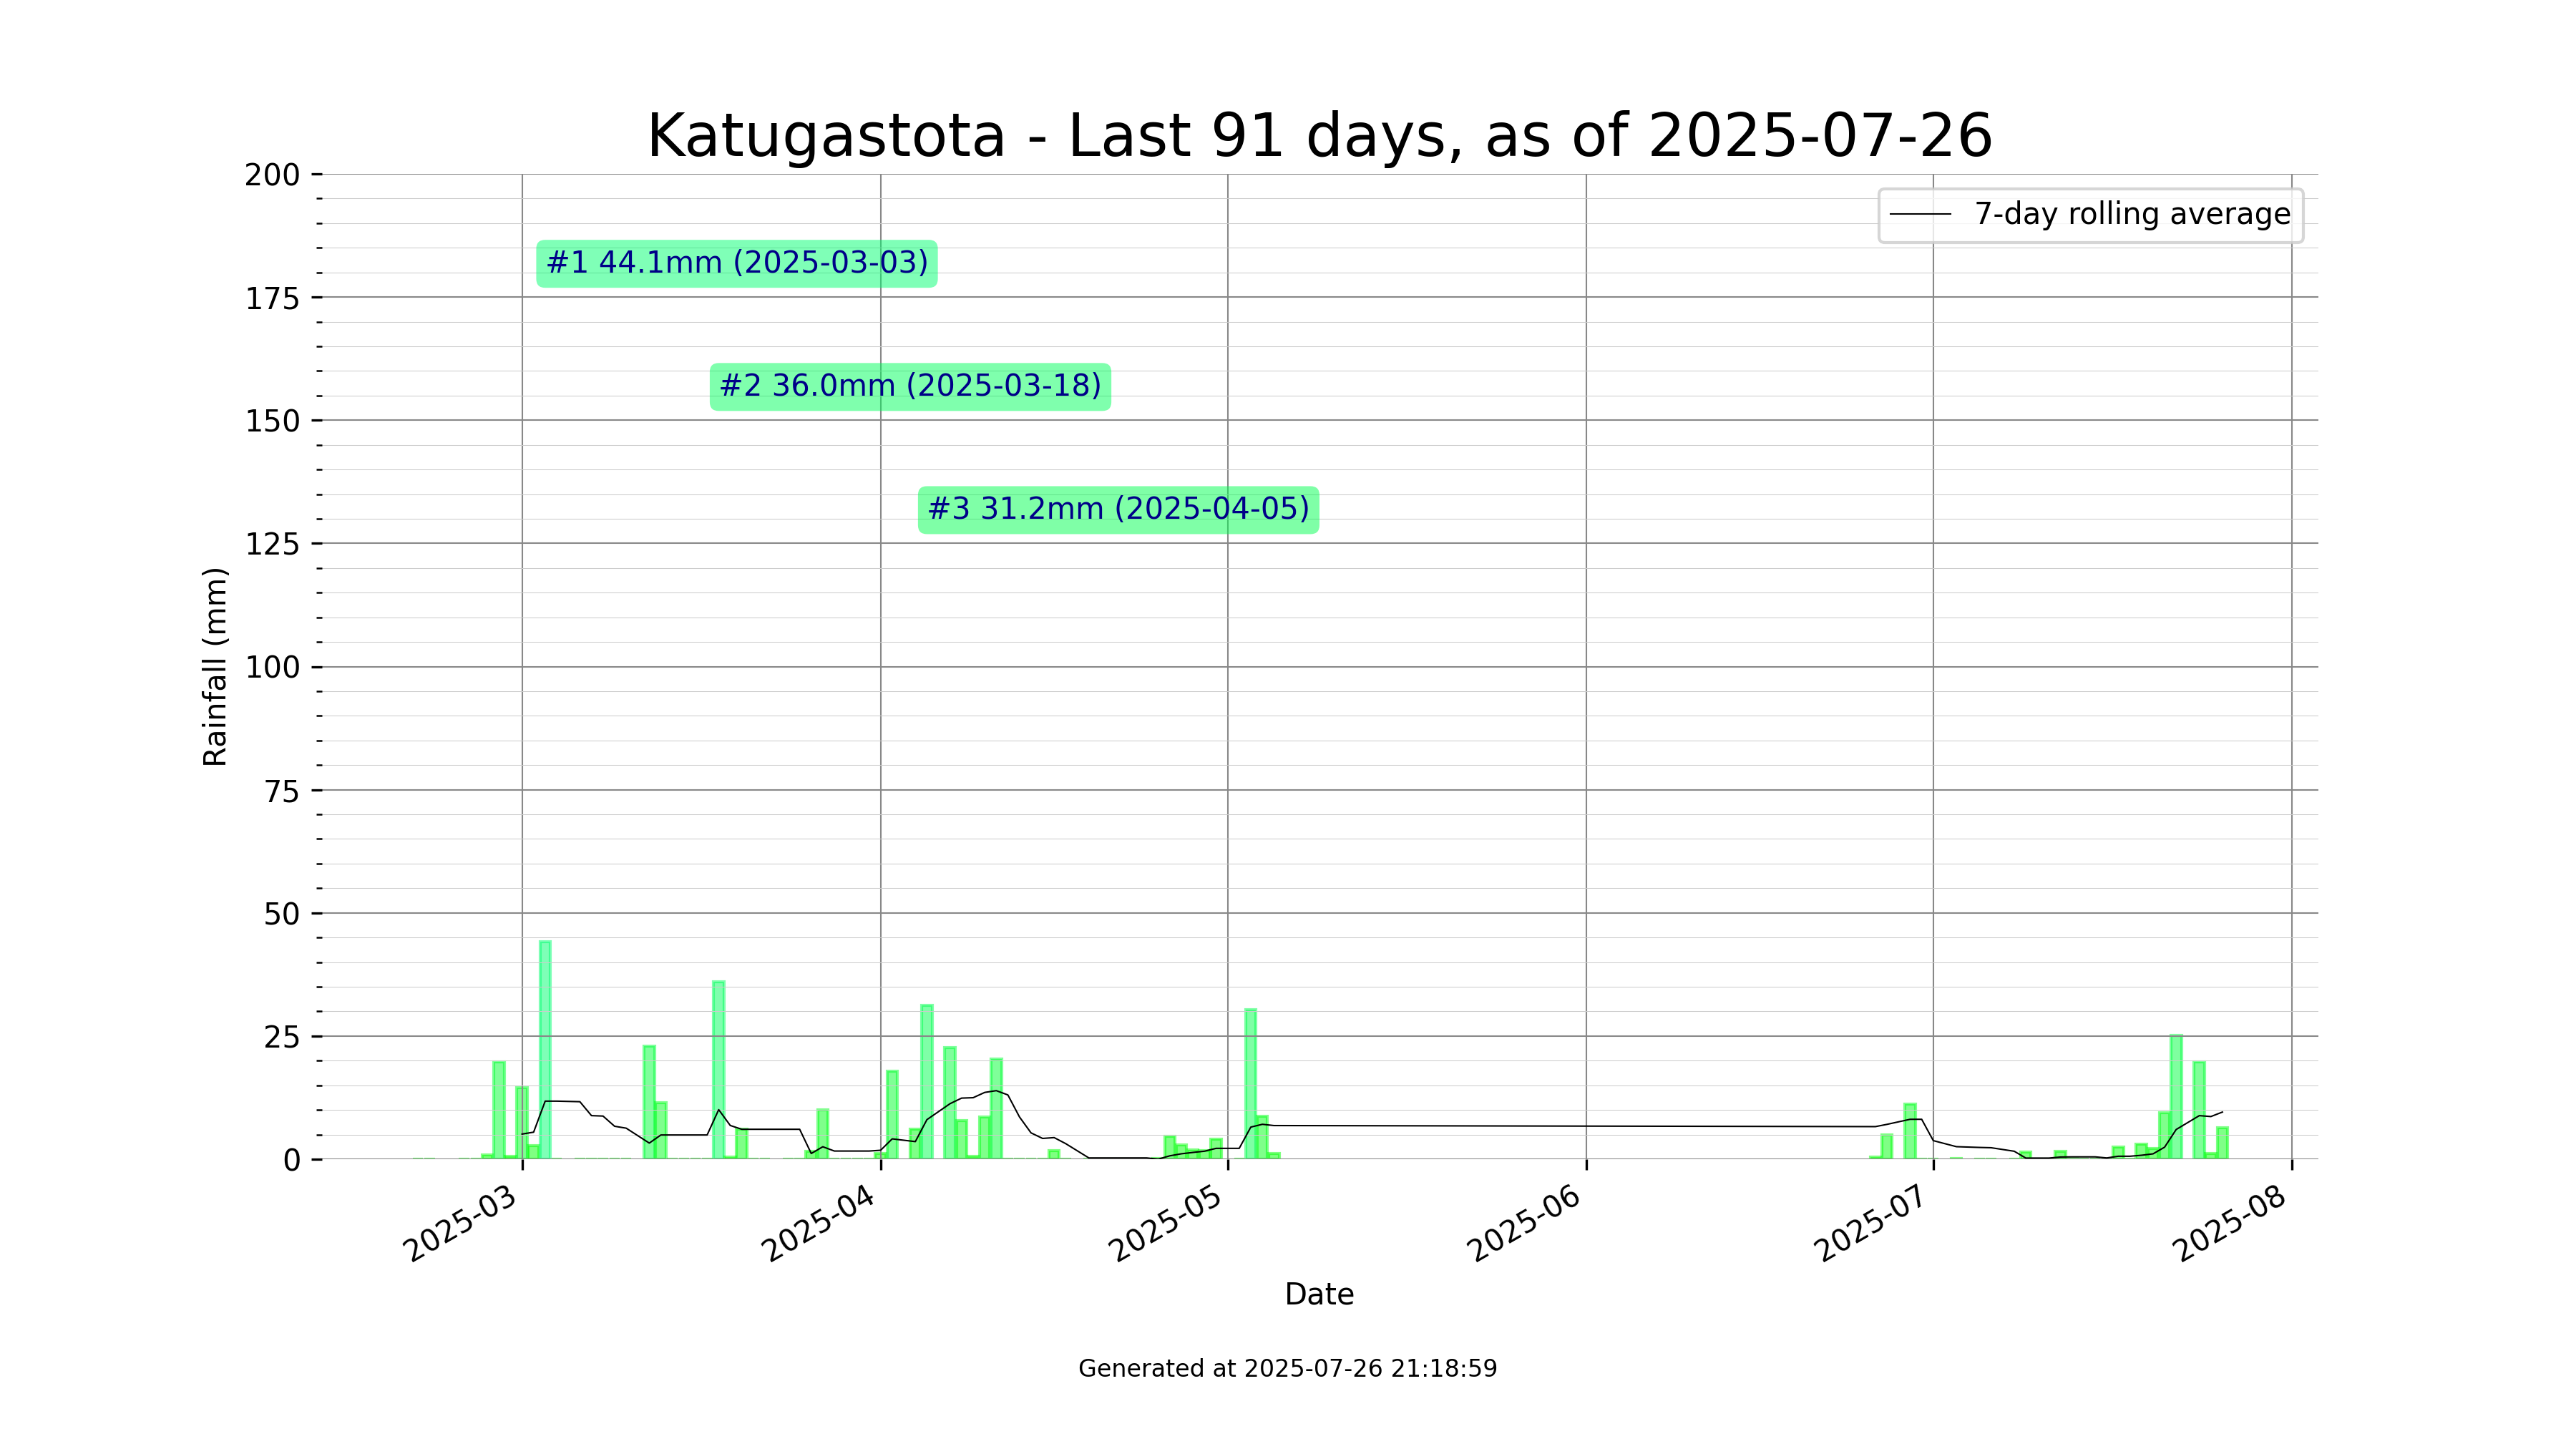 Katugastota - Last 91 days, as of 2025-07-26
200
7-day rolling average
#1 44.1mm (2025-03-03)
175
#2 36.0mm (2025-03-18)
150
#3 31.2mm (2025-04-05)
125
100
75
50
25
0
Rainfall (mm)
2025-03
2025-04
2025-05
2025-06
2025-07
2025-08
Date
Generated at 2025-07-26 21:18:59